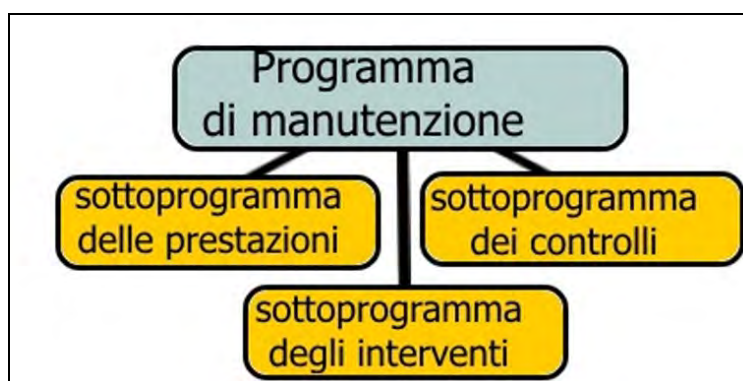 Programma
di manutenzione
sottoprogramma
delle prestazioni
sottoprogramma
dei controlli
sottoprogramma
degli interventi